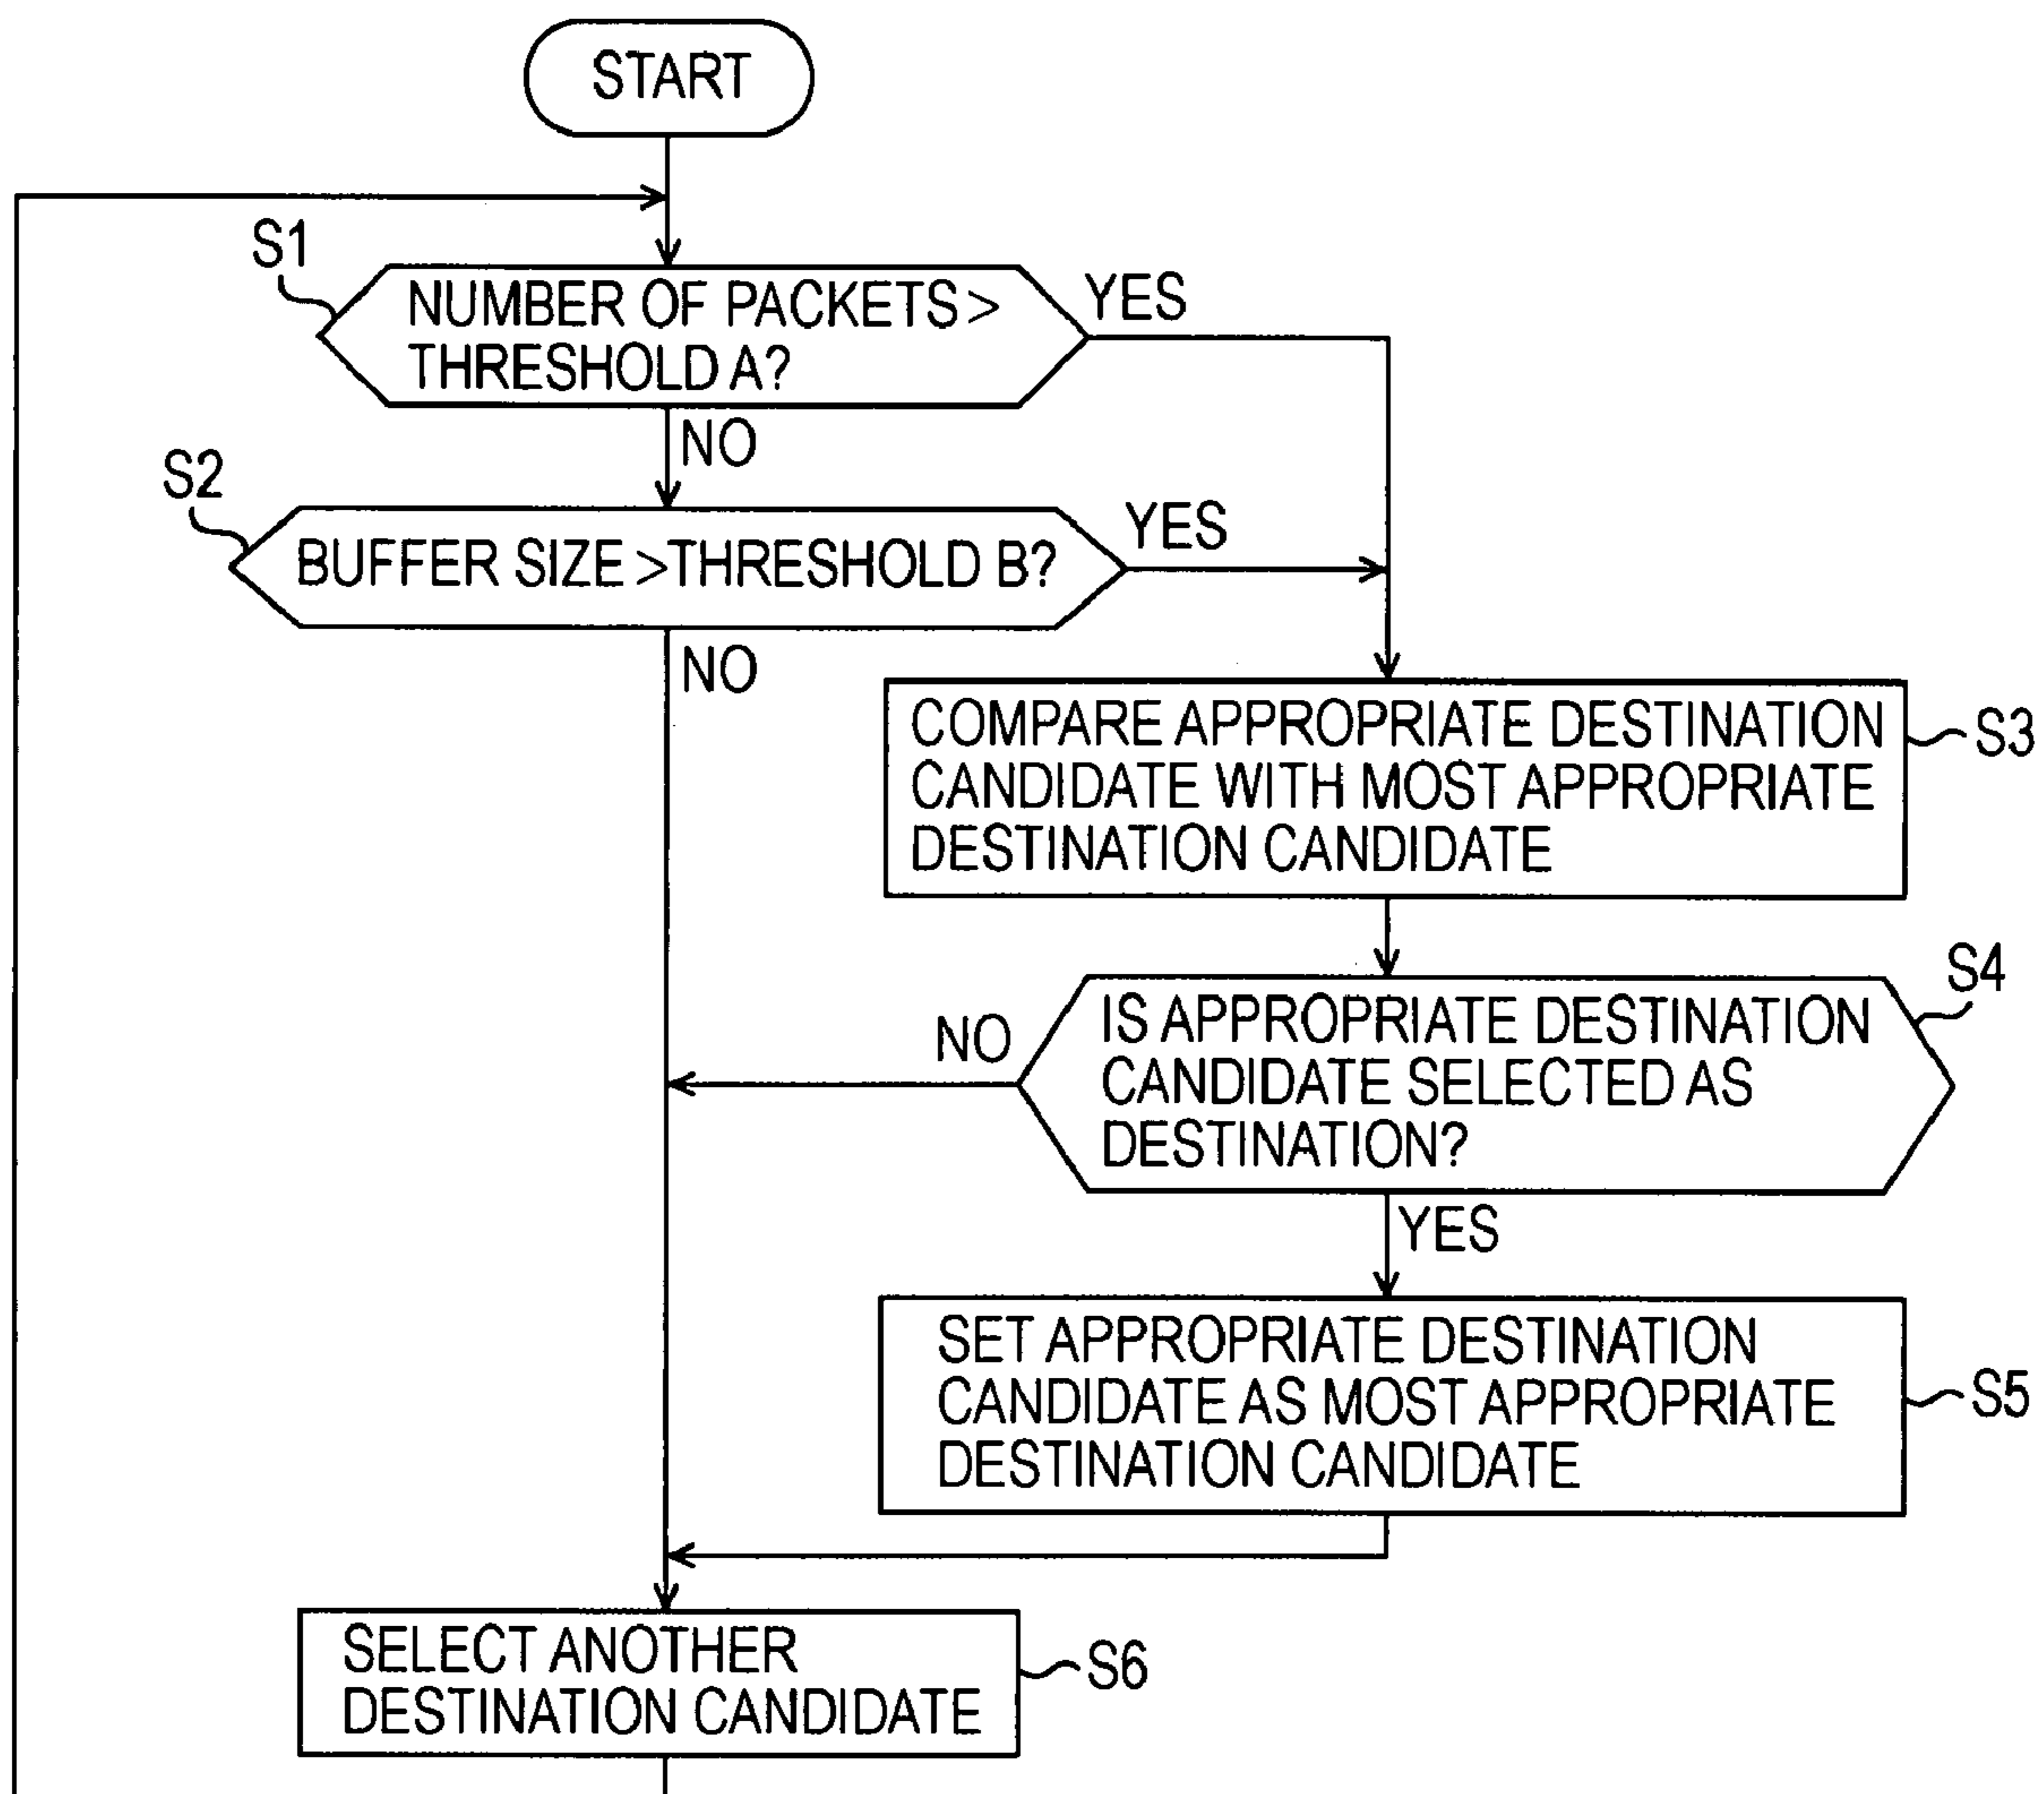 START
S1
NUMBER OF PACKETS >
THRESHOLD A?
YES
NO
S2
BUFFER SIZE > THRESHOLD B?
YES
NO
COMPARE APPROPRIATE DESTINATION
CANDIDATE WITH MOST APPROPRIATE
DESTINATION CANDIDATE
S3
S4
IS APPROPRIATE DESTINATION
CANDIDATE SELECTED AS
DESTINATION?
NO
YES
SET APPROPRIATE DESTINATION
CANDIDATE AS MOST APPROPRIATE
DESTINATION CANDIDATE
S5
SELECT ANOTHER
DESTINATION CANDIDATE
S6